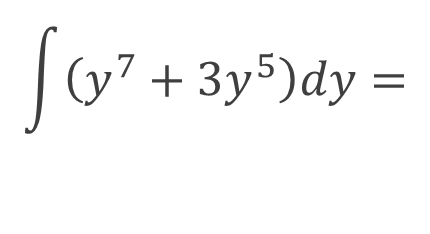 ∫(y⁷ + 3y⁵)dy =